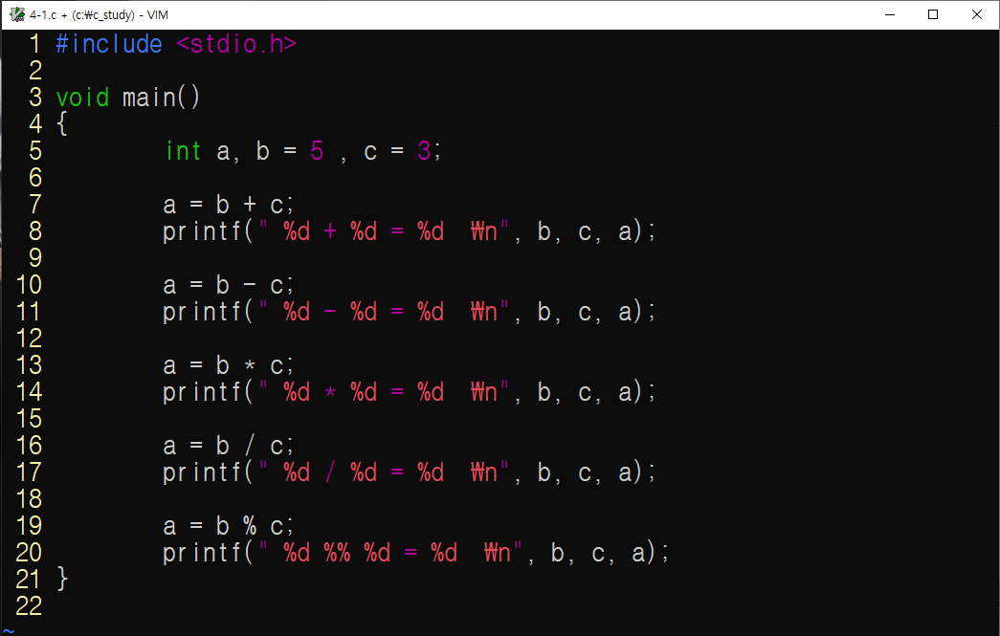 4-1.c + (c:₩c_study) - VIM
1 #include <stdio.h>
2
3 void main()
4 {
5         int a, b = 5 , c = 3;
6
7         a = b + c;
8         printf(" %d + %d = %d  ₩n", b, c, a);
9
10         a = b - c;
11         printf(" %d - %d = %d  ₩n", b, c, a);
12
13         a = b * c;
14         printf(" %d * %d = %d  ₩n", b, c, a);
15
16         a = b / c;
17         printf(" %d / %d = %d  ₩n", b, c, a);
18
19         a = b % c;
20         printf(" %d %% %d = %d  ₩n", b, c, a);
21 }
22
~